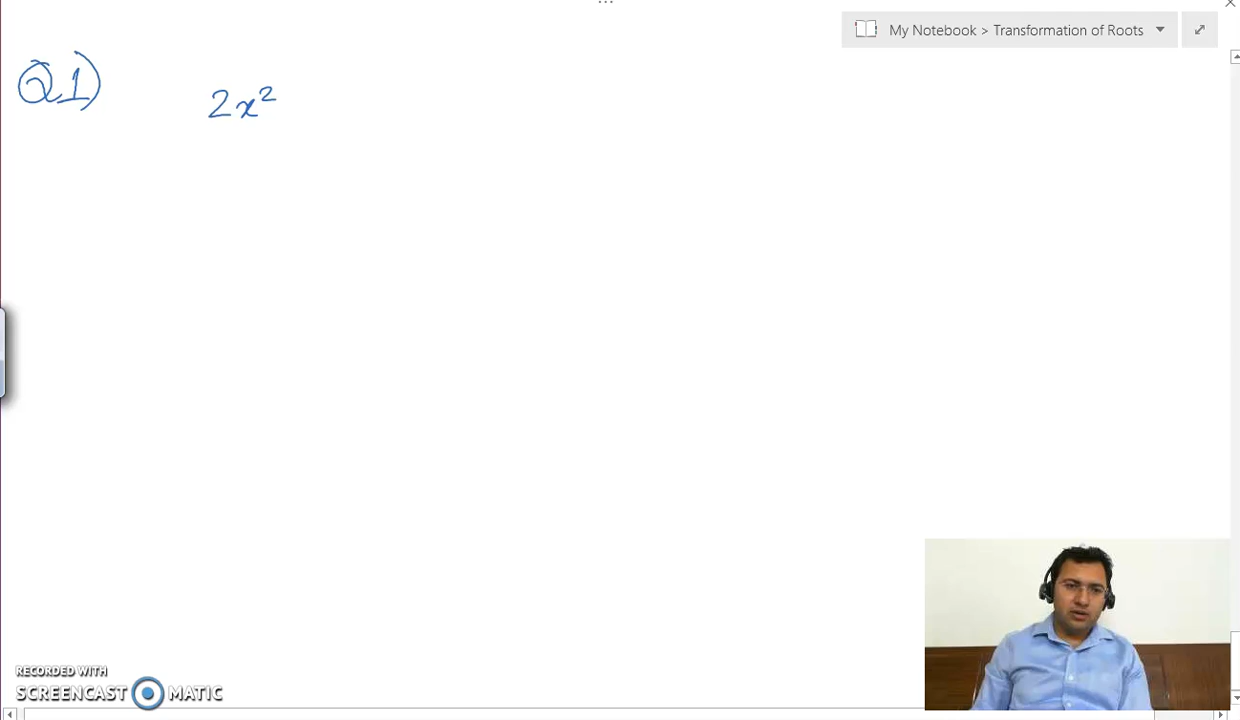 My Notebook > Transformation of Roots
Q1) 2x²
RECORDED WITH
SCREENCAST MATIC